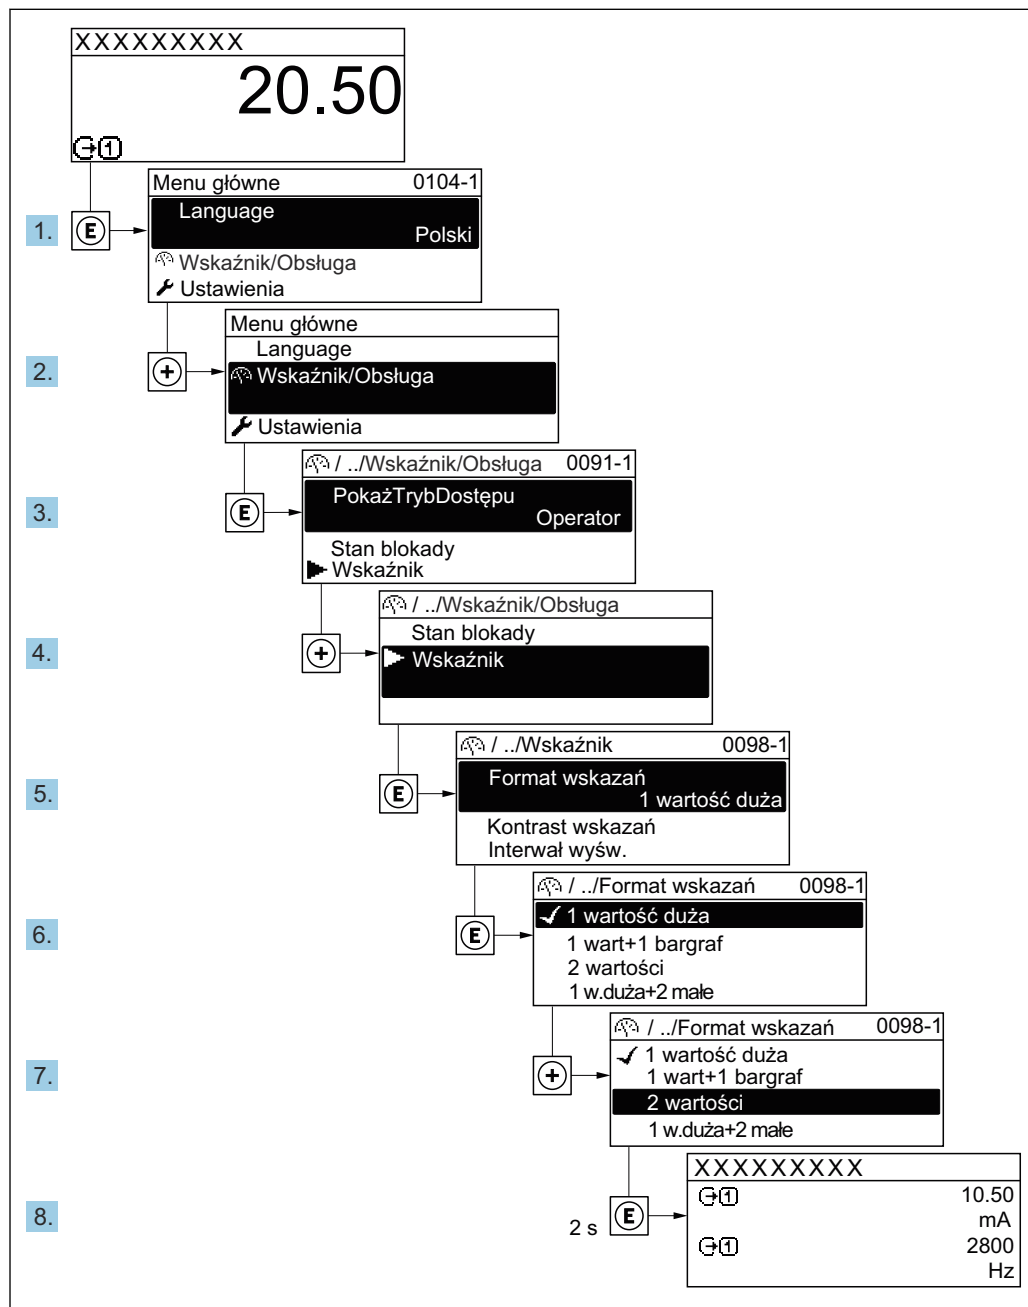 XXXXXXXXX
20.50
1
Menu główne 0104-1
1. E Language
Polski
Wskaźnik/Obsługa
Ustawienia
Menu główne
Language
2. + Wskaźnik/Obsługa
Ustawienia
/ ../Wskaźnik/Obsługa 0091-1
PokażTrybDostępu
3. E Operator
Stan blokady
Wskaźnik
/ ../Wskaźnik/Obsługa
Stan blokady
4. + Wskaźnik
/ ../Wskaźnik 0098-1
Format wskazań
5. E 1 wartość duża
Kontrast wskazań
Interwał wyśw.
/ ../Format wskazań 0098-1
1 wartość duża
6. E 1 wart+1 bargraf
2 wartości
1 w.duża+2 małe
/ ../Format wskazań 0098-1
1 wartość duża
7. + 1 wart+1 bargraf
2 wartości
1 w.duża+2 małe
XXXXXXXXX
1 10.50
8. 2 s E mA
1 2800
Hz